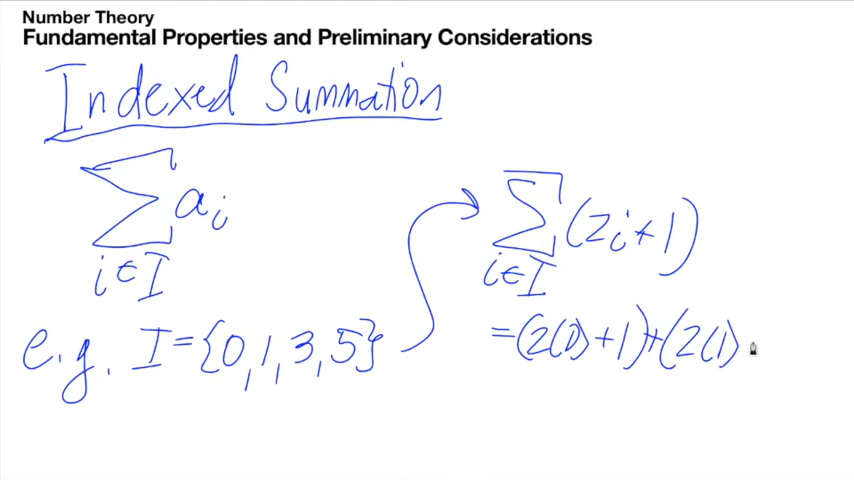 Number Theory
Fundamental Properties and Preliminary Considerations
Indexed Summation
∑ aᵢ
i∈I
e.g. I={0,1,3,5}
∑ (2i+1)
i∈I
=(2(0)+1)+(2(1)